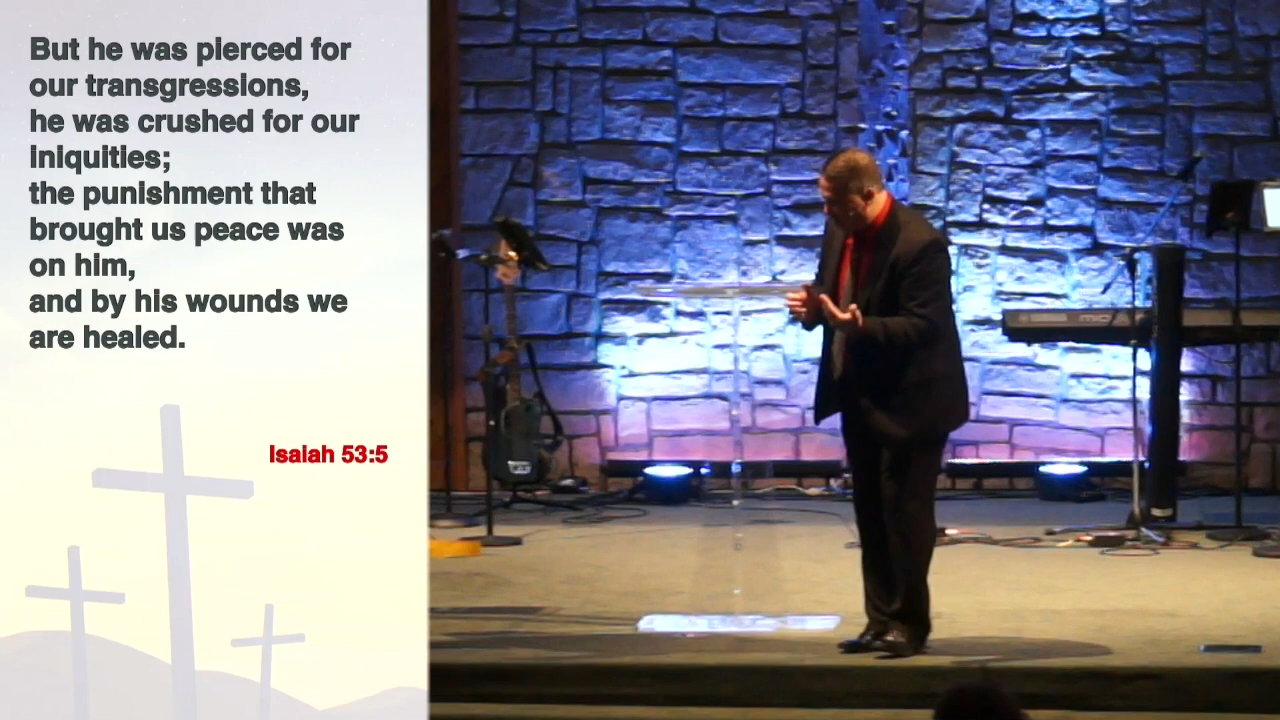 But he was pierced for
our transgressions,
he was crushed for our
iniquities;
the punishment that
brought us peace was
on him,
and by his wounds we
are healed.
Isaiah 53:5